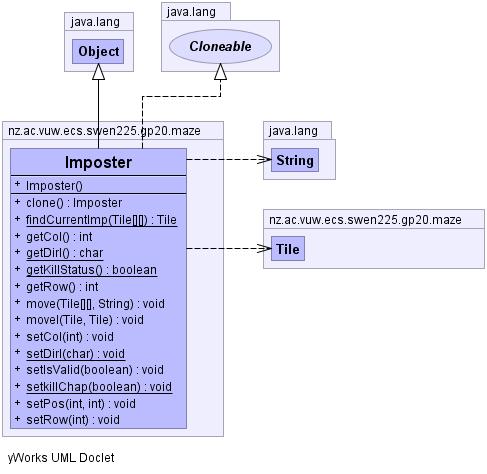 java.lang
Object
java.lang
Cloneable
nz.ac.vuw.ecs.swen225.gp20.maze
Imposter
+ Imposter()
+ clone() : Imposter
+ findCurrentImp(Tile[][]) : Tile
+ getCol() : int
+ getDirI() : char
+ getKillStatus() : boolean
+ getRow() : int
+ move(Tile[][], String) : void
+ moveI(Tile, Tile) : void
+ setCol(int) : void
+ setDirI(char) : void
+ setIsValid(boolean) : void
+ setkillChap(boolean) : void
+ setPos(int, int) : void
+ setRow(int) : void
java.lang
String
nz.ac.vuw.ecs.swen225.gp20.maze
Tile
yWorks UML Doclet